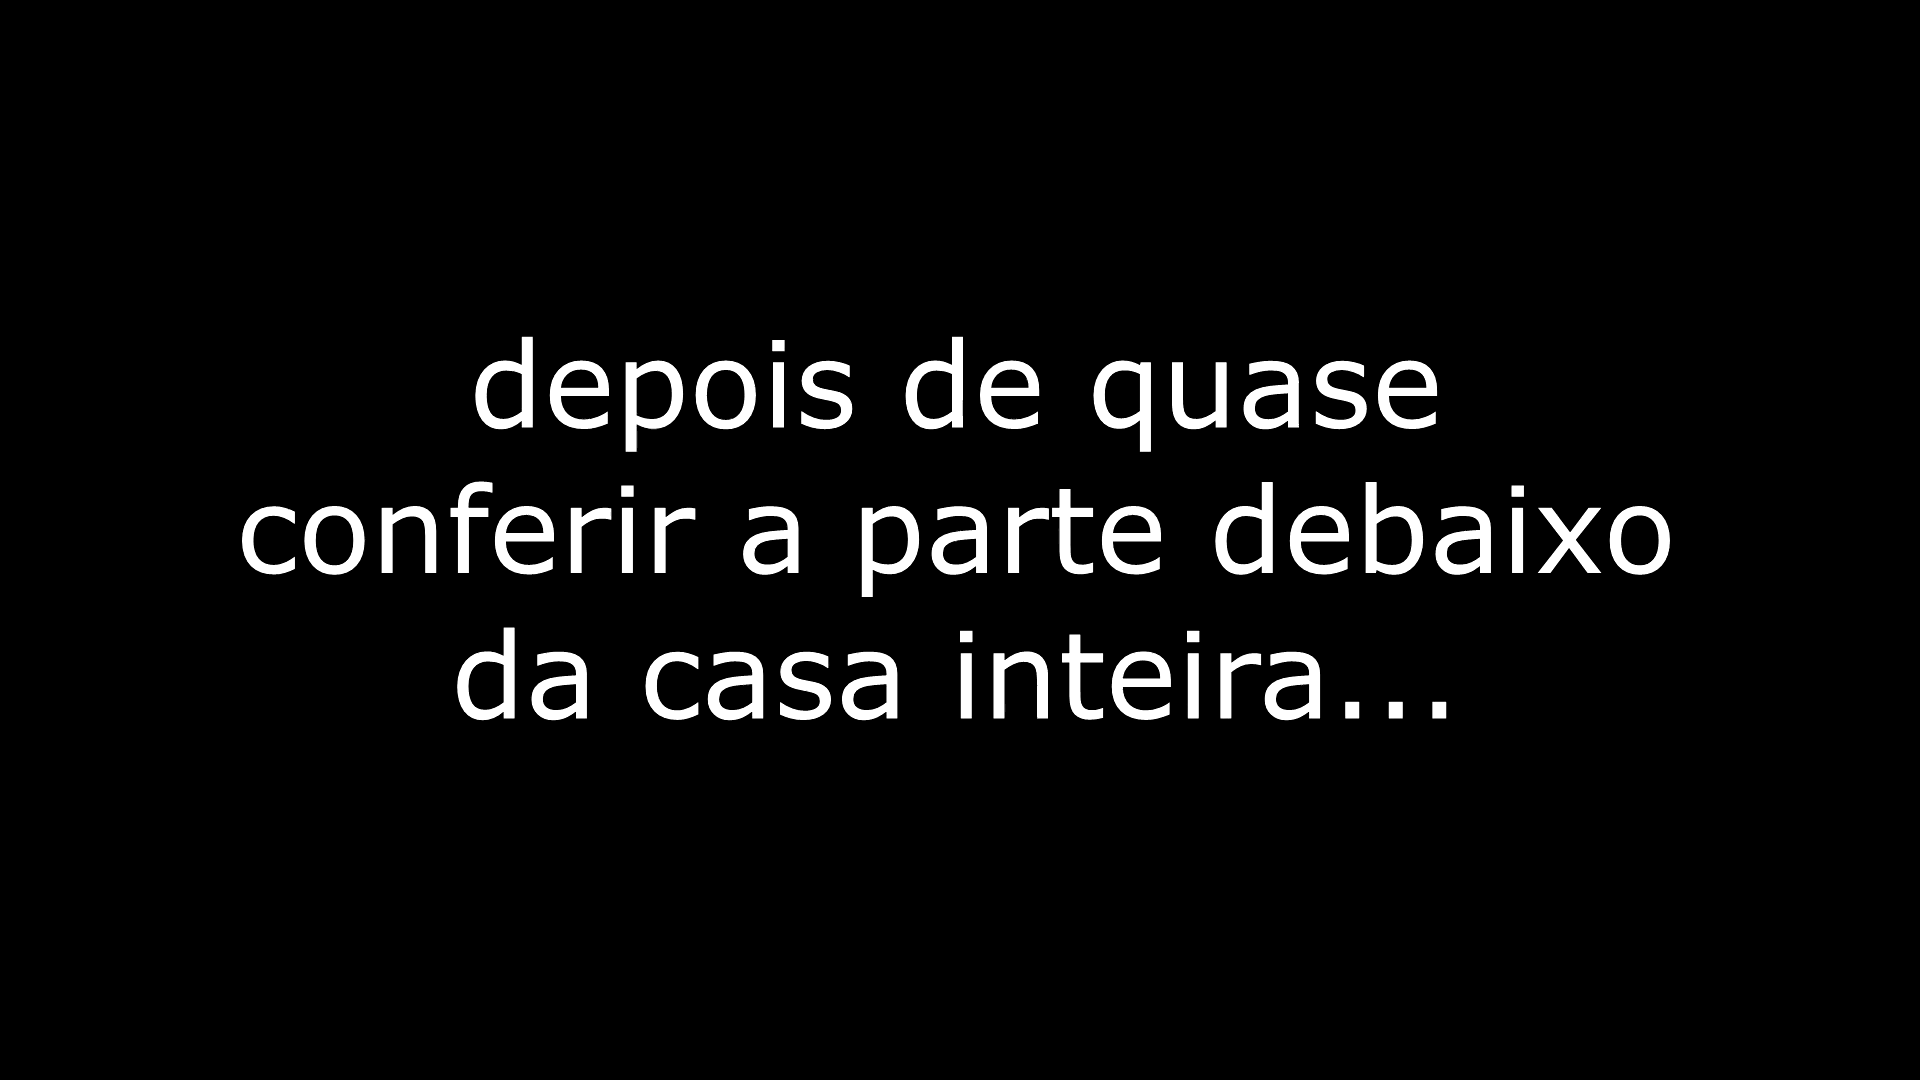 depois de quase
conferir a parte debaixo
da casa inteira...